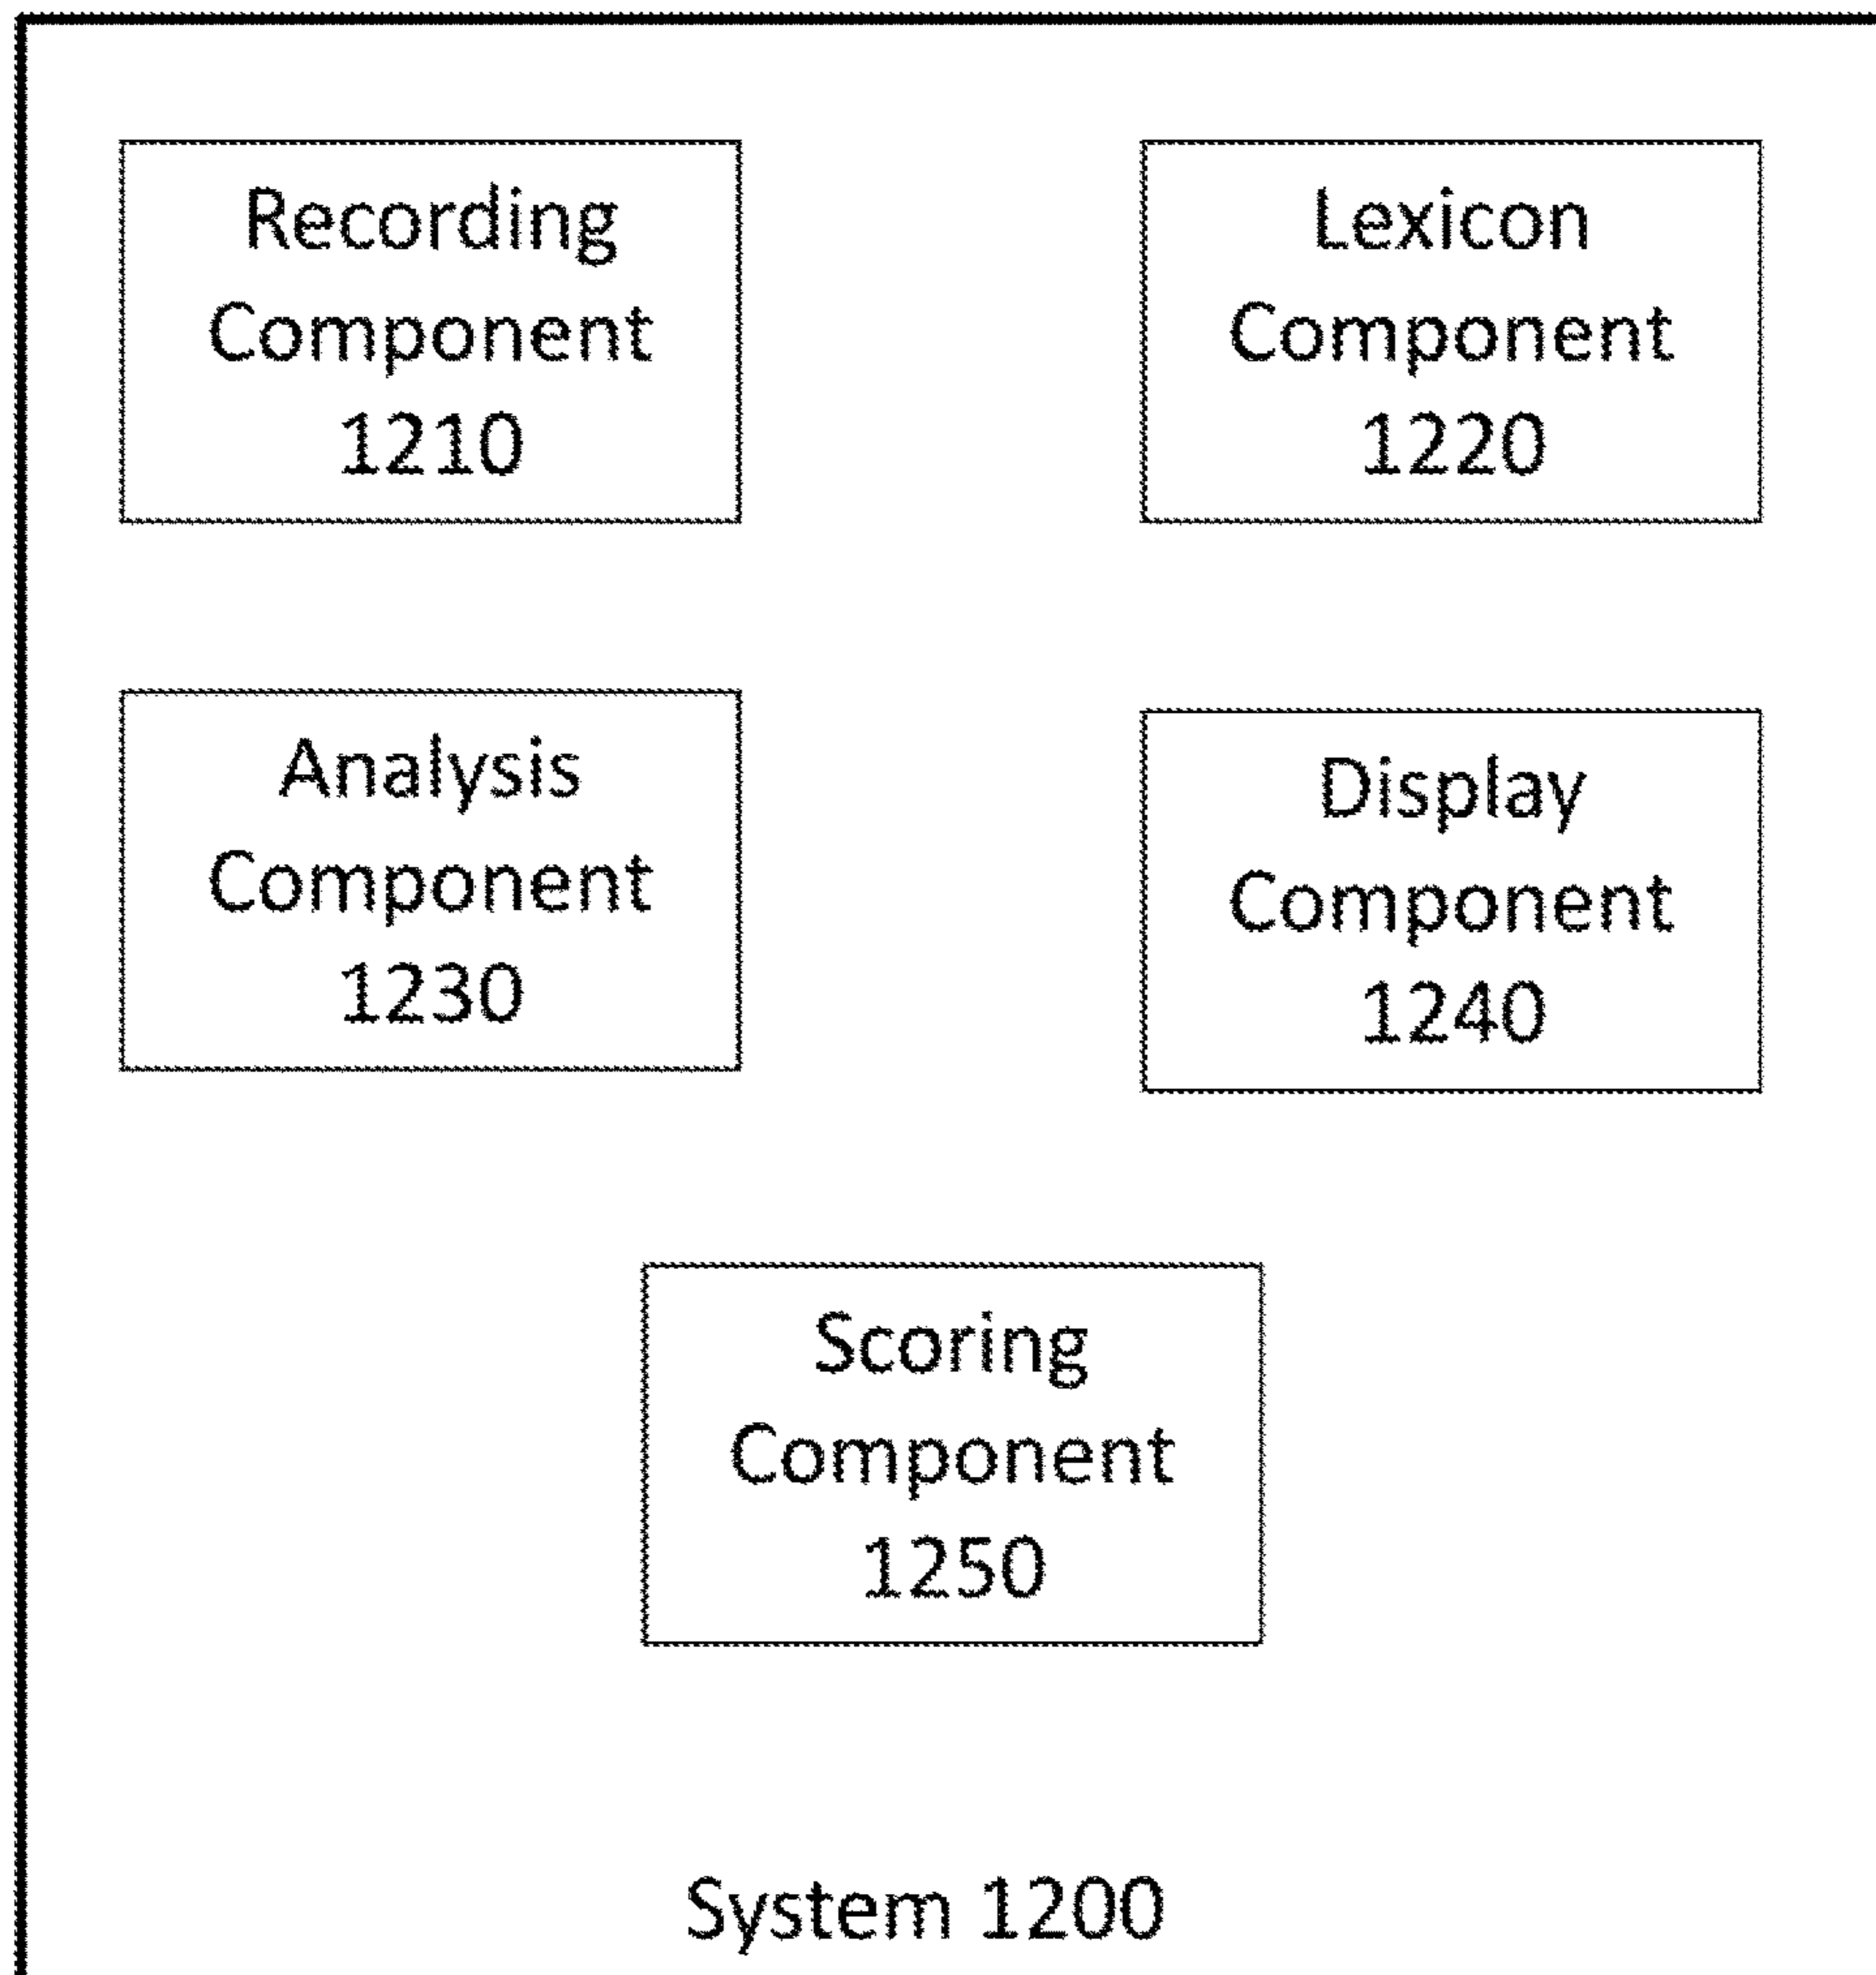 Recording
Component
1210
Lexicon
Component
1220
Analysis
Component
1230
Display
Component
1240
Scoring
Component
1250
System 1200